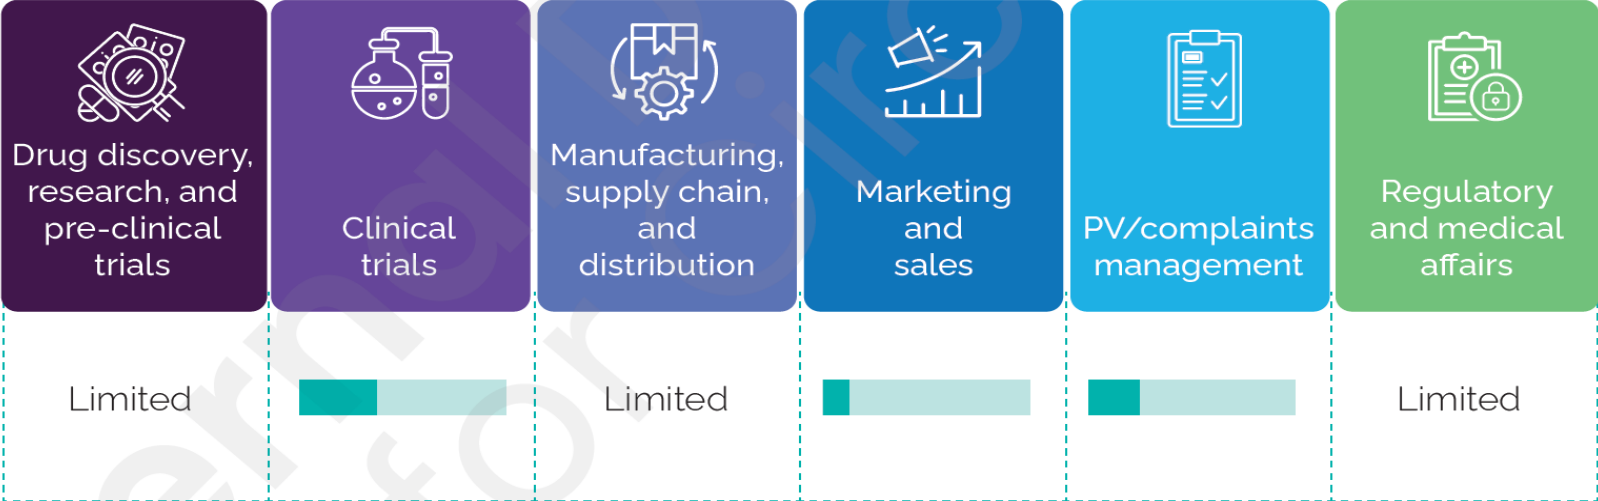 Drug discovery,
research, and
pre-clinical
trials
Clinical
trials
Manufacturing,
supply chain,
and
distribution
Marketing
and
sales
PV/complaints
management
Regulatory
and medical
affairs
Limited
Limited
Limited